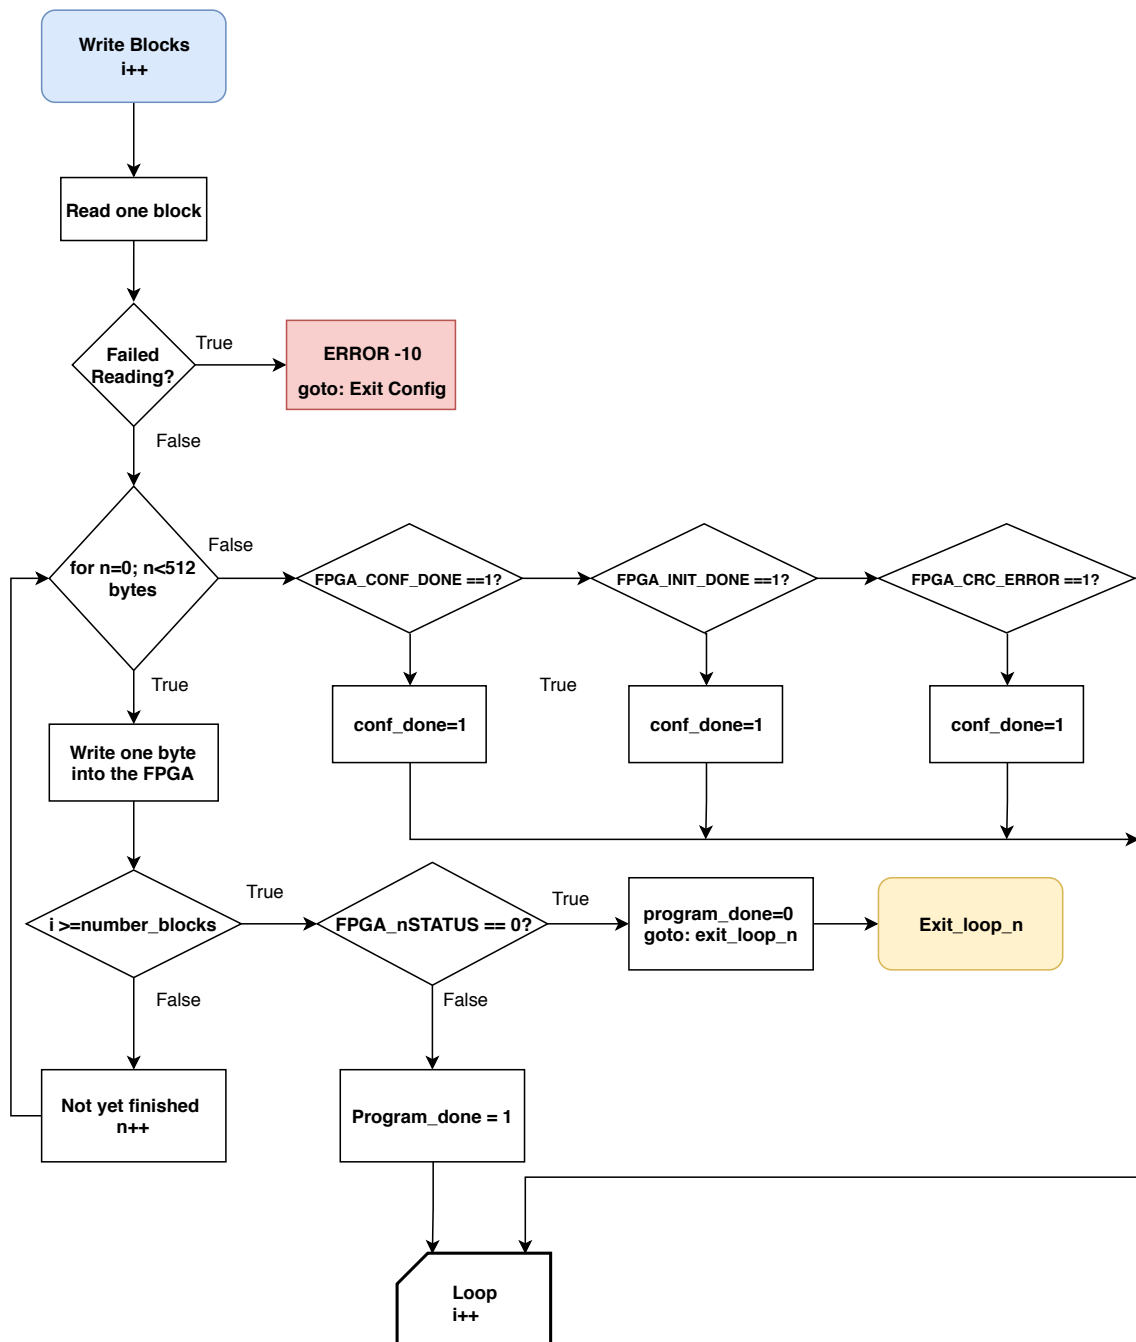 Write Blocks
i++
Read one block
Failed
Reading?
True
ERROR -10
goto: Exit Config
False
for n=0; n<512
bytes
False
FPGA_CONF_DONE ==1?
FPGA_INIT_DONE ==1?
FPGA_CRC_ERROR ==1?
True
True
conf_done=1
conf_done=1
conf_done=1
Write one byte
into the FPGA
i >=number_blocks
True
FPGA_nSTATUS == 0?
True
program_done=0
goto: exit_loop_n
Exit_loop_n
False
False
Not yet finished
n++
Program_done = 1
Loop
i++